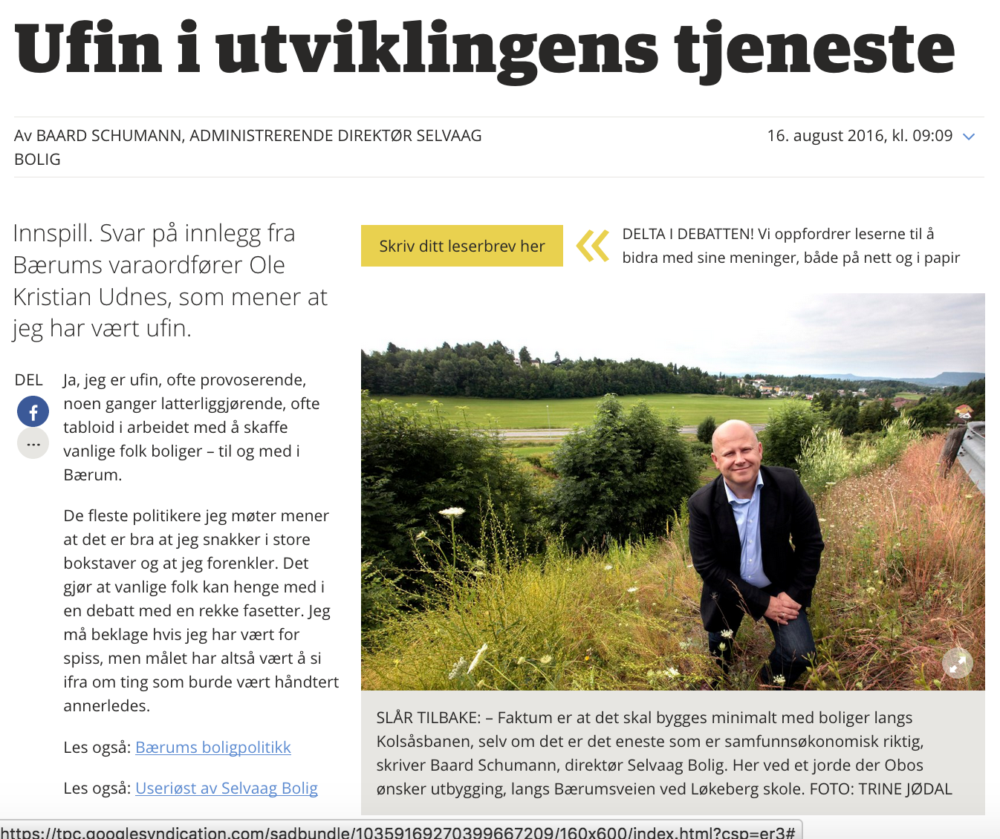 Ufin i utviklingens tjeneste
Av BAARD SCHUMANN, ADMINISTRERENDE DIREKTØR SELVAAG
BOLIG
16. august 2016, kl. 09:09
Innspill. Svar på innlegg fra
Bærums varaordfører Ole
Kristian Udnes, som mener at
jeg har vært ufin.
DEL
Ja, jeg er ufin, ofte provoserende,
noen ganger latterliggjørende, ofte
tabloid i arbeidet med å skaffe
vanlige folk boliger – til og med i
Bærum.
De fleste politikere jeg møter mener
at det er bra at jeg snakker i store
bokstaver og at jeg forenkler. Det
gjør at vanlige folk kan henge med i
en debatt med en rekke fasetter. Jeg
må beklage hvis jeg har vært for
spiss, men målet har altså vært å si
ifra om ting som burde vært håndtert
annerledes.
Les også: Bærums boligpolitikk
Les også: Useriøst av Selvaag Bolig
Skriv ditt leserbrev her
DELTA I DEBATTEN! Vi oppfordrer leserne til å
bidra med sine meninger, både på nett og i papir
SLÅR TILBAKE: – Faktum er at det skal bygges minimalt med boliger langs
Kolsåsbanen, selv om det er det eneste som er samfunnsøkonomisk riktig,
skriver Baard Schumann, direktør Selvaag Bolig. Her ved et jorde der Obos
ønsker utbygging, langs Bærumsveien ved Løkeberg skole. FOTO: TRINE JØDAL
https://tpc.googlesyndication.com/sadbundle/10359169270399667209/160x600/index.html?csp=er3#